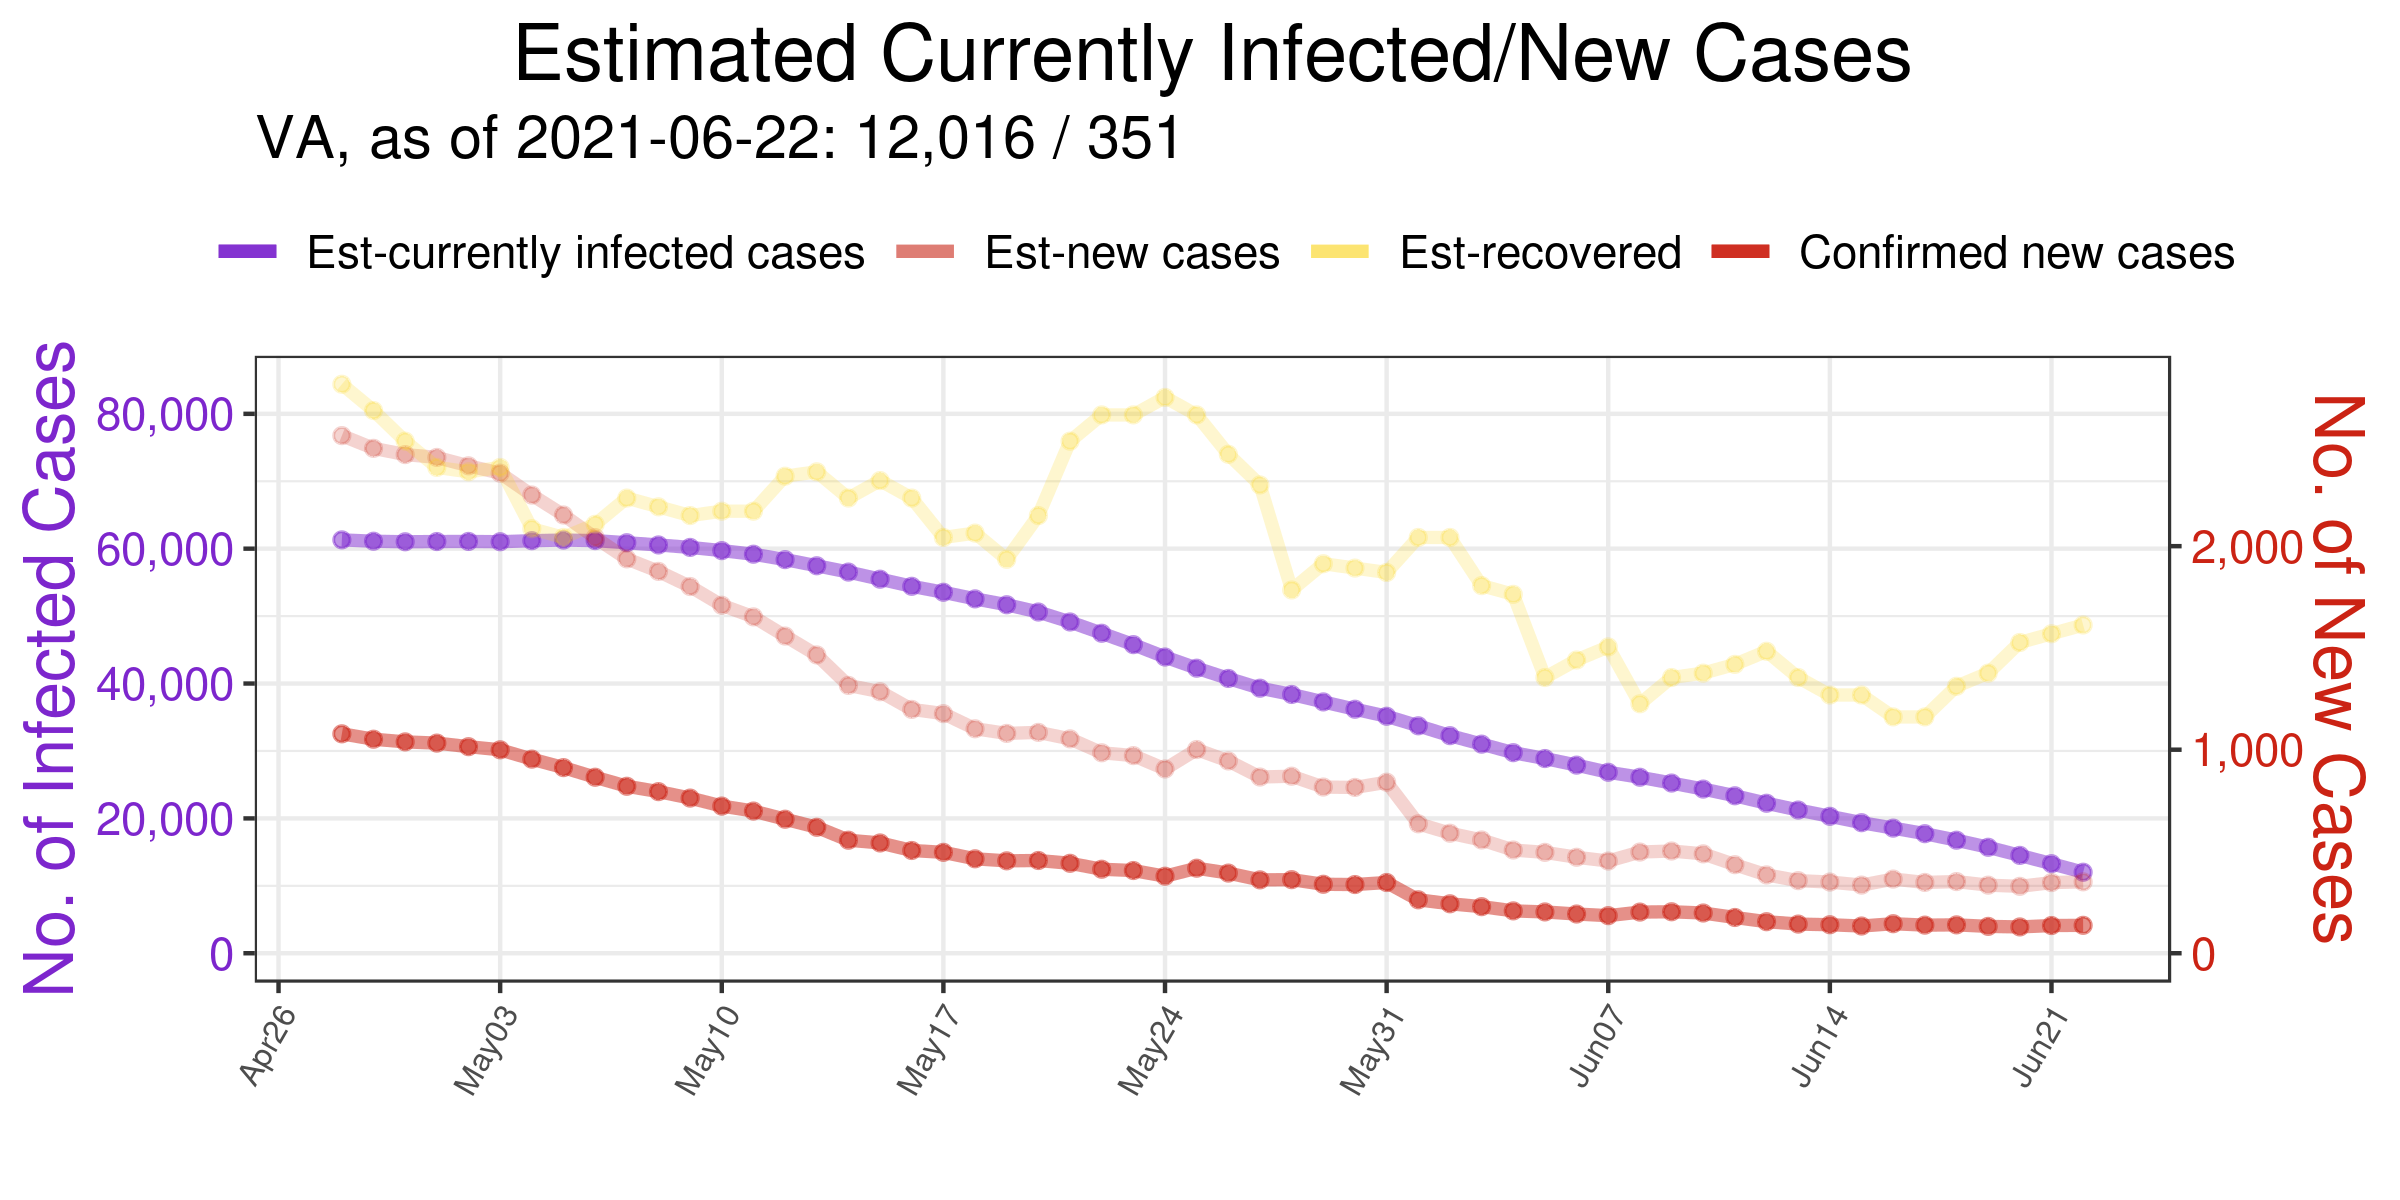 Estimated Currently Infected/New Cases
VA, as of 2021-06-22: 12,016 / 351
Est-currently infected cases Est-new cases Est-recovered Confirmed new cases
No. of Infected Cases
80,000
60,000
40,000
20,000
0
2,000
1,000
0
No. of New Cases
Apr26 May03 May10 May17 May24 May31 Jun07 Jun14 Jun21